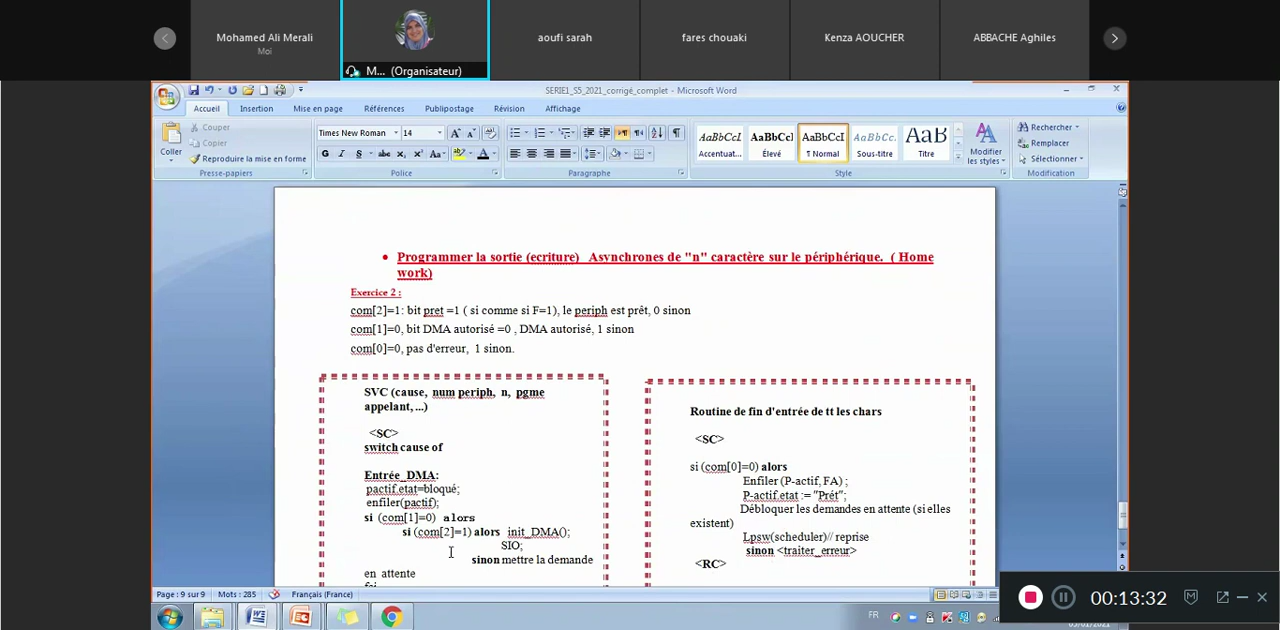 Mohamed Ali Merali
Moi
M... (Organisateur)
aoufi sarah
fares chouaki
Kenza AOUCHER
ABBACHE Aghiles
SERIE1_S5_2021_corrigé_complet - Microsoft Word
Accueil Insertion Mise en page Références Publipostage Révision Affichage
Coller
Couper
Copier
Reproduire la mise en forme
Presse-papiers
Times New Roman 14
Police
Paragraphe
AaBbCcI Accentuat...
AaBbCcI Élevé
AaBbCcI ¶ Normal
AaBbCc. Sous-titre
AaB Titre
Modifier les styles
Style
Rechercher
Remplacer
Sélectionner
Modification
• Programmer la sortie (ecriture) Asynchrones de "n" caractère sur le périphérique. ( Home
work)
Exercice 2 :
com[2]=1: bit pret =1 ( si comme si F=1), le periph est prêt, 0 sinon
com[1]=0, bit DMA autorisé =0 , DMA autorisé, 1 sinon
com[0]=0, pas d'erreur, 1 sinon.
SVC (cause, num periph, n, pgme
appelant, ...)
<SC>
switch cause of
Entrée_DMA:
pactif.etat=bloqué;
enfiler(pactif);
si (com[1]=0) alors
si (com[2]=1) alors init_DMA();
SIO;
sinon mettre la demande
en attente
fsi
Routine de fin d'entrée de tt les chars
<SC>
si (com[0]=0) alors
Enfiler (P-actif, FA) ;
P-actif.etat := "Prét";
Débloquer les demandes en attente (si elles
existent)
Lpsw(scheduler)// reprise
sinon <traiter_erreur>
<RC>
Page : 9 sur 9 Mots : 285 Français (France)
FR
00:13:32